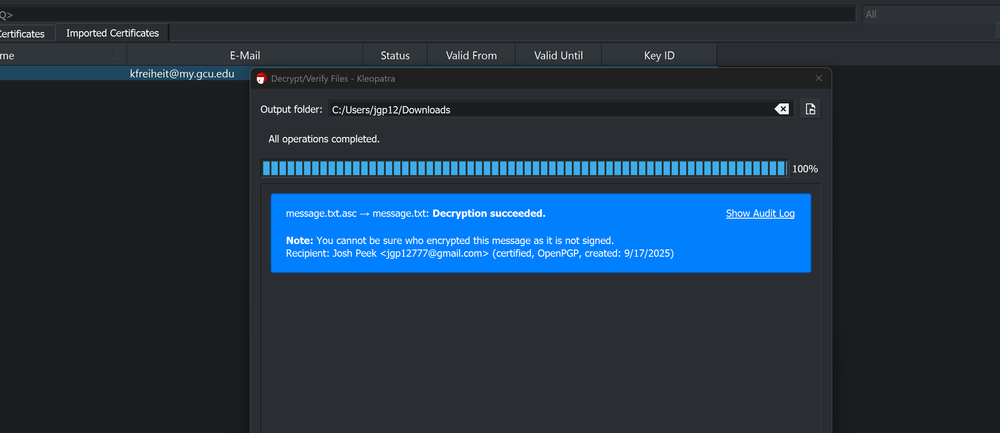 Q>
All
Certificates
Imported Certificates
me
E-Mail
Status
Valid From
Valid Until
Key ID
kfreiheit@my.gcu.edu
Decrypt/Verify Files - Kleopatra
Output folder:
C:/Users/jgp12/Downloads
All operations completed.
100%
message.txt.asc → message.txt: Decryption succeeded.
Show Audit Log
Note: You cannot be sure who encrypted this message as it is not signed.
Recipient: Josh Peek <jgp12777@gmail.com> (certified, OpenPGP, created: 9/17/2025)